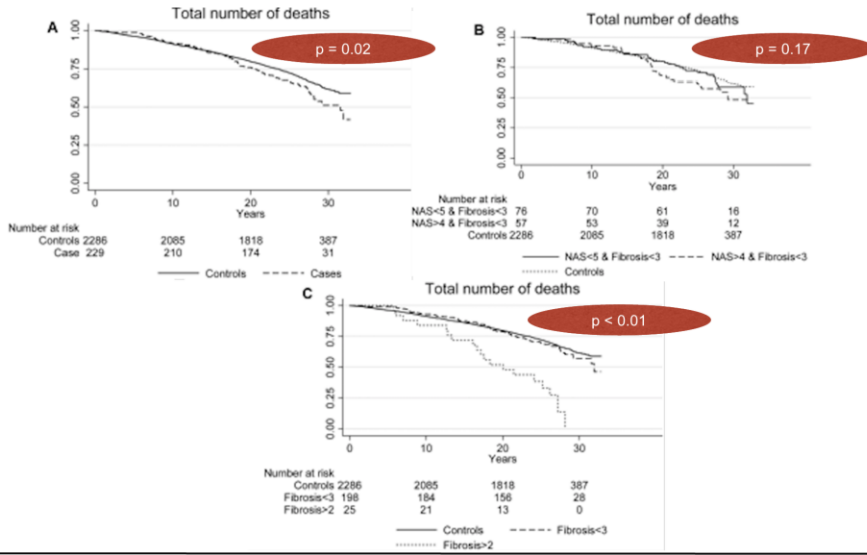 Total number of deaths
A
p = 0.02
1.00
0.75
0.50
0.25
0.00
0 10 20 30
Years
Number at risk
Controls 2286 2085 1818 387
Case 229 210 174 31
Controls Cases
Total number of deaths
B
p = 0.17
1.00
0.75
0.50
0.25
0.00
0 10 20 30
Years
Number at risk
NAS<5 & Fibrosis<3 76 70 61 16
NAS>4 & Fibrosis<3 57 53 39 12
Controls 2286 2085 1818 387
NAS<5 & Fibrosis<3 NAS>4 & Fibrosis<3
Controls
Total number of deaths
C
p < 0.01
1.00
0.75
0.50
0.25
0.00
0 10 20 30
Years
Number at risk
Controls 2286 2085 1818 387
Fibrosis<3 198 184 156 28
Fibrosis>2 25 21 13 0
Controls Fibrosis<3
Fibrosis>2